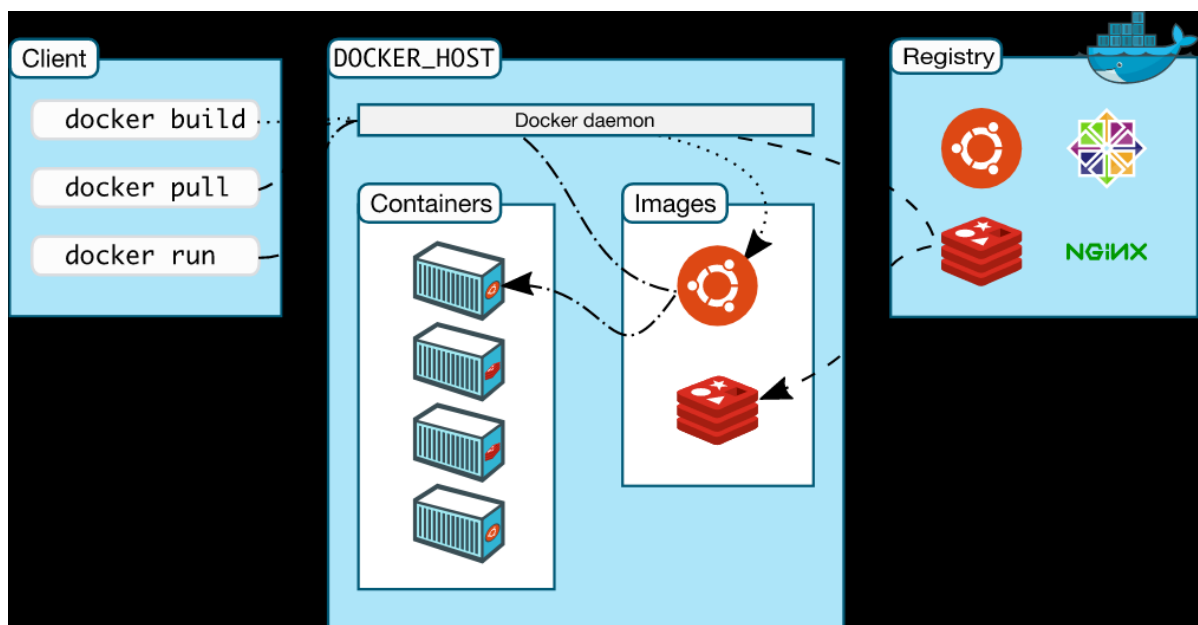 Client
docker build
docker pull
docker run
DOCKER_HOST
Docker daemon
Containers
Images
Registry
NGiNX